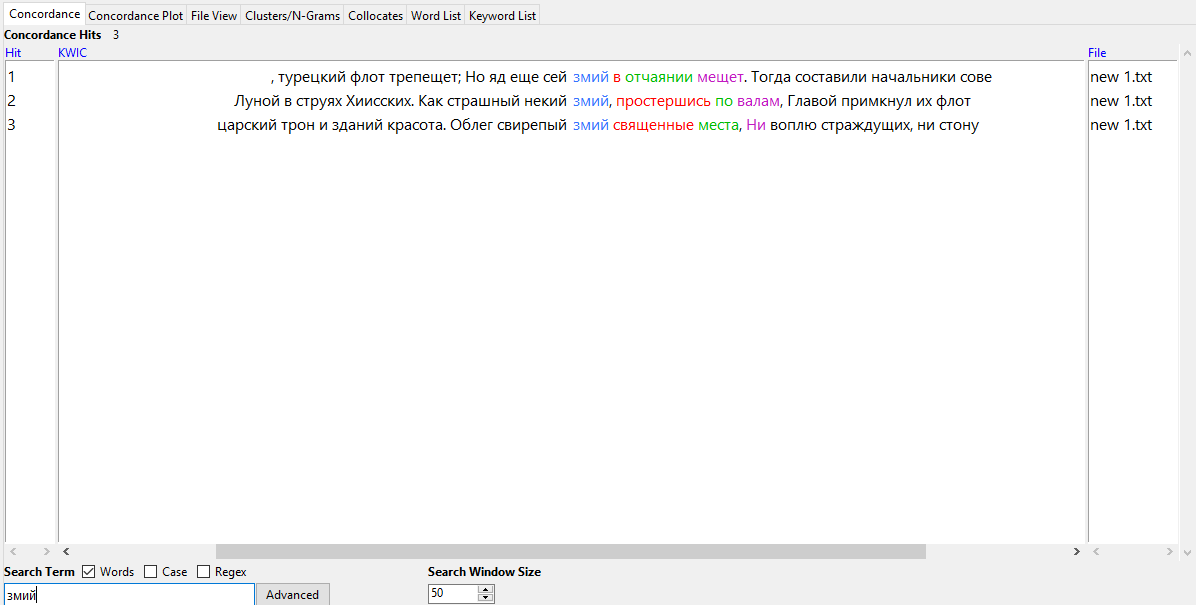 Concordance Concordance Plot File View Clusters/N-Grams Collocates Word List Keyword List
Concordance Hits 3
Hit KWIC File
1 , турецкий флот трепещет; Но яд еще сей змий в отчаянии мещет. Тогда составили начальники сове new 1.txt
2 Луной в струях Хиисских. Как страшный некий змий, простершись по валам, Главой примкнул их флот new 1.txt
3 царский трон и зданий красота. Облег свирепый змий священные места, Ни воплю страждущих, ни стону new 1.txt
Search Term Words Case Regex Search Window Size
змий Advanced 50